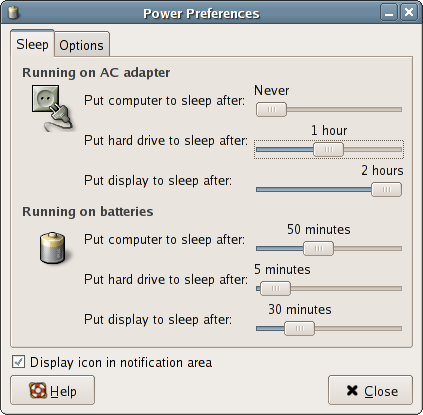 Power Preferences
Sleep
Options
Running on AC adapter
Never
Put computer to sleep after:
1 hour
Put hard drive to sleep after:
2 hours
Put display to sleep after:
Running on batteries
50 minutes
Put computer to sleep after:
5 minutes
Put hard drive to sleep after:
30 minutes
Put display to sleep after:
Display icon in notification area
Help
Close